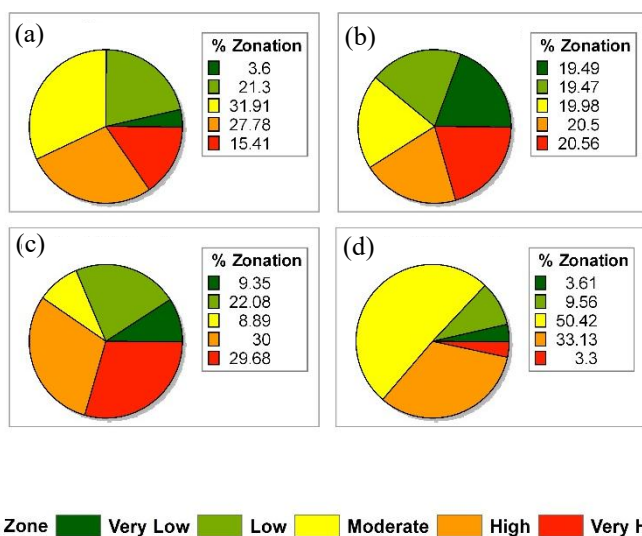 (a)
% Zonation
3.6
21.3
31.91
27.78
15.41
(b)
% Zonation
19.49
19.47
19.98
20.5
20.56
(c)
% Zonation
9.35
22.08
8.89
30
29.68
(d)
% Zonation
3.61
9.56
50.42
33.13
3.3
Zone Very Low Low Moderate High Very H